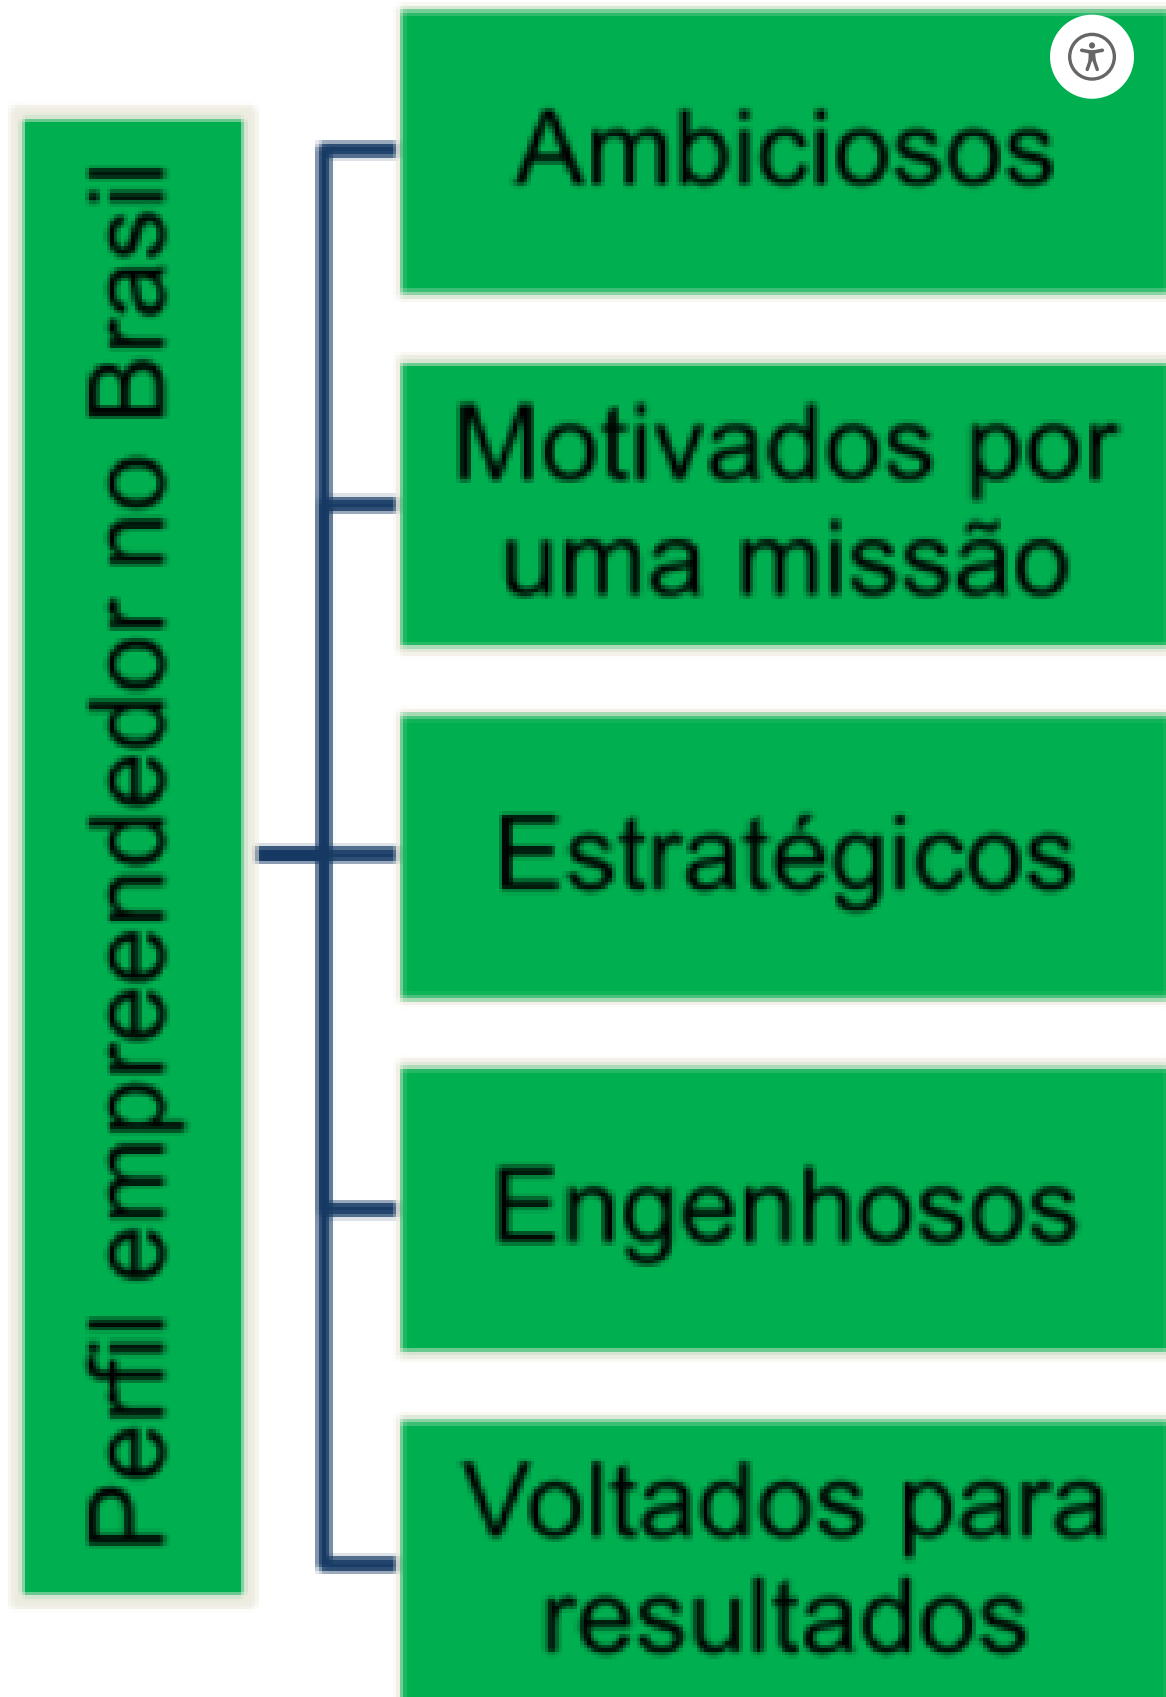 Perfil empreendedor no Brasil
Ambiciosos
Motivados por
uma missão
Estratégicos
Engenhosos
Voltados para
resultados